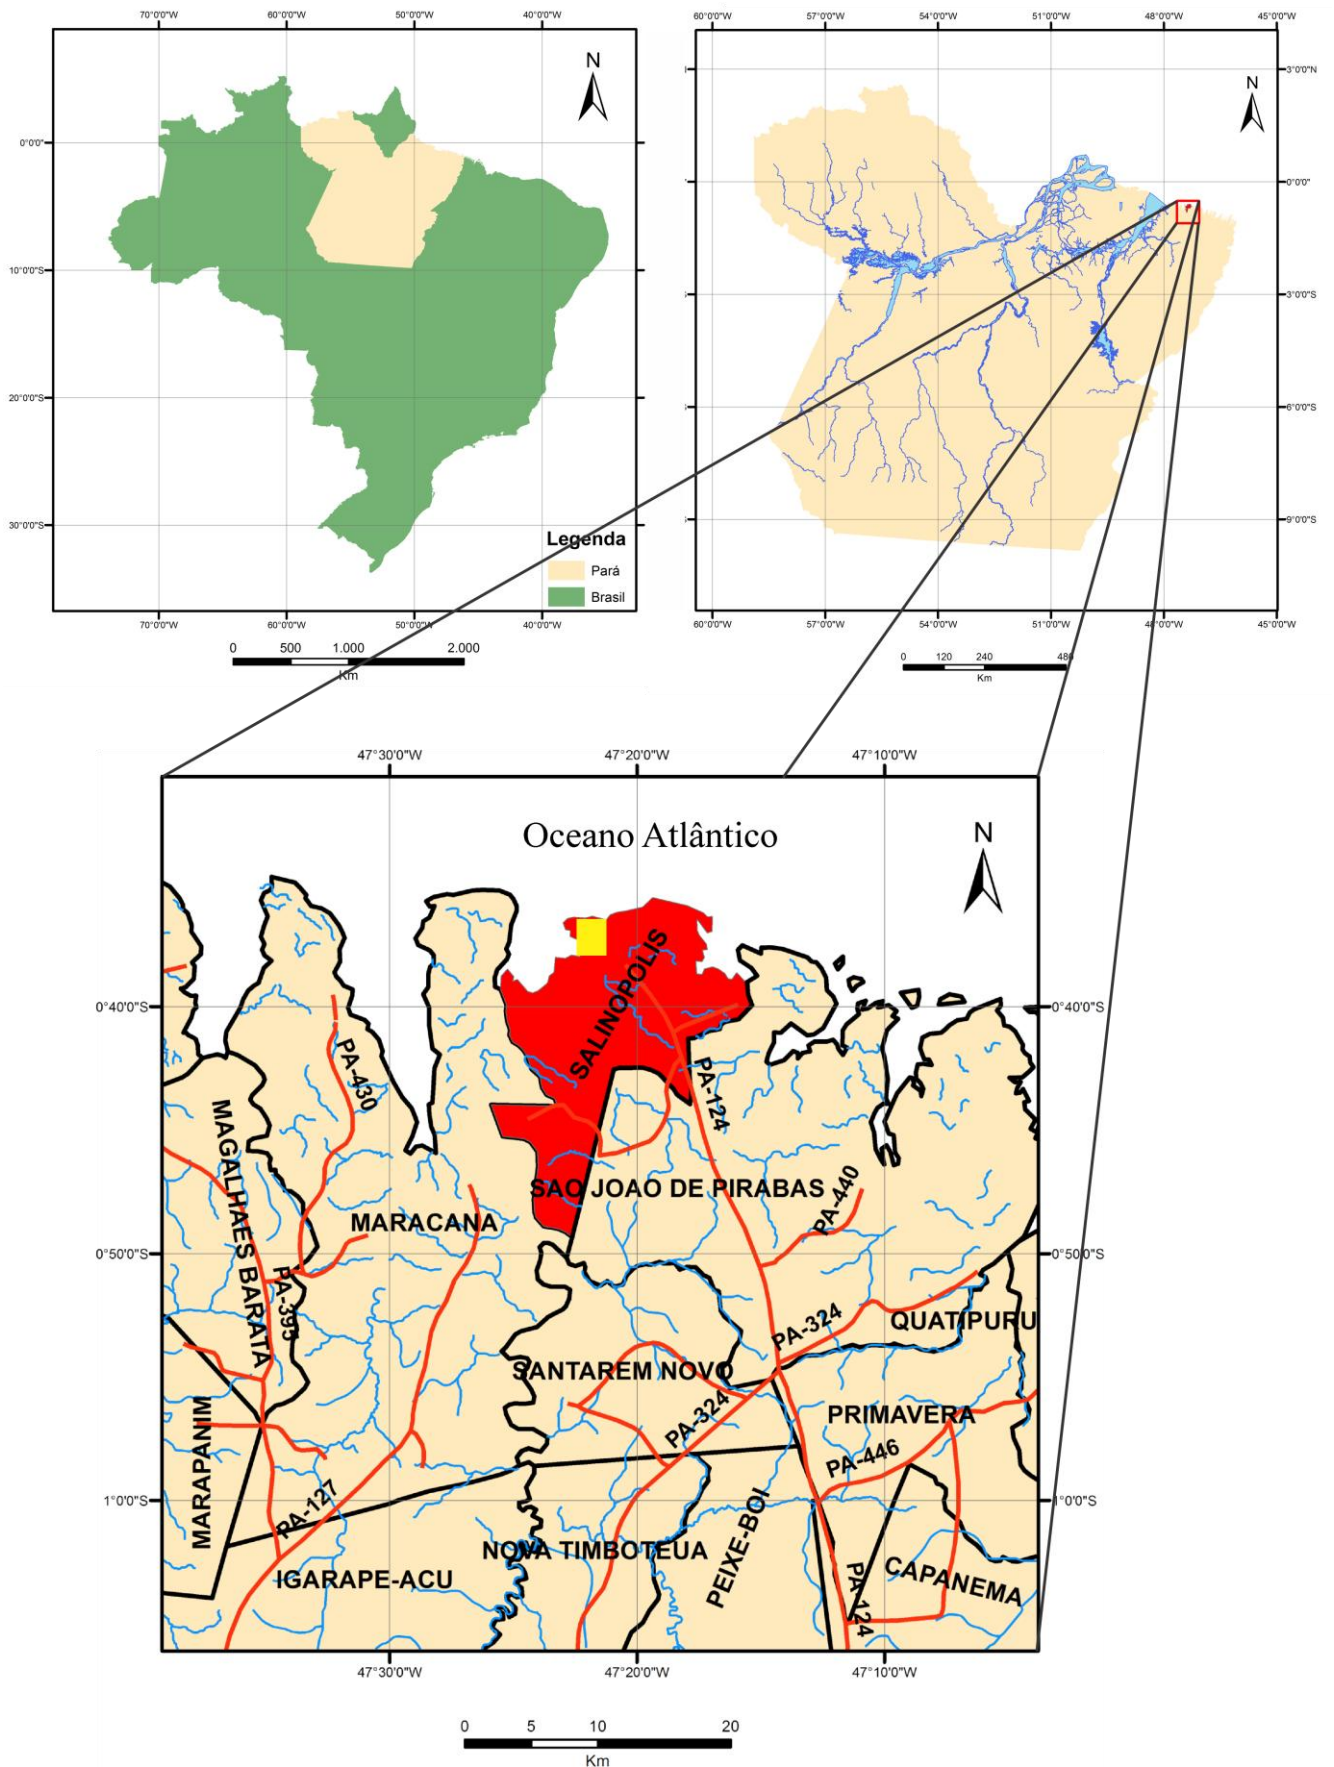 70°0'0"W 60°0'0"W 50°0'0"W 40°0'0"W
N
0°0'0"
10°0'0"S
20°0'0"S
30°0'0"S
Legenda
Pará
Brasil
70°0'0"W 60°0'0"W 50°0'0"W 40°0'0"W
0 500 1.000 2.000
Km
60°0'0"W 57°0'0"W 54°0'0"W 51°0'0"W 48°0'0"W 45°0'0"W
3°0'0"N
N
0°0'0"
3°0'0"S
6°0'0"S
9°0'0"S
60°0'0"W 57°0'0"W 54°0'0"W 51°0'0"W 48°0'0"W 45°0'0"W
0 120 240 480
Km
47°30'0"W 47°20'0"W 47°10'0"W
Oceano Atlântico
N
SALINOPOLIS
0°40'0"S 0°40'0"S
PA-430
PA-124
MAGALHAES BARATA
SAO JOAO DE PIRABAS
PA-440
MARACANA
0°50'0"S 0°50'0"S
PA-395
PA-324
QUATIPURU
SANTAREM NOVO
PA-324
PRIMAVERA
MARAPANIM
PA-446
PA-127
1°0'0"S 1°0'0"S
NOVA TIMBOTEUA
PEIXE-BOI
IGARAPE-ACU
CAPANEMA
PA-124
47°30'0"W 47°20'0"W 47°10'0"W
0 5 10 20
Km